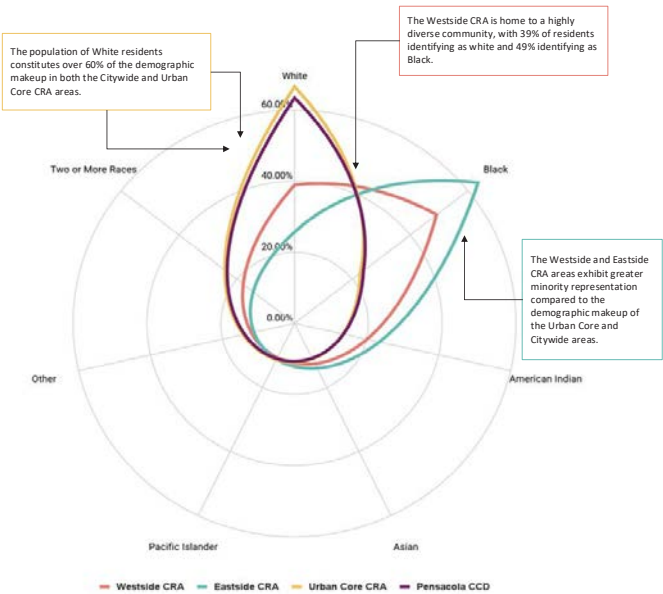 The Westside CRA is home to a highly
diverse community, with 39% of residents
identifying as white and 49% identifying as
Black.
The population of White residents
constitutes over 60% of the demographic
makeup in both the Citywide and Urban
Core CRA areas.
White
60.00%
Two or More Races
40.00%
Black
20.00%
The Westside and Eastside
CRA areas exhibit greater
minority representation
compared to the
demographic makeup of
the Urban Core and
Citywide areas.
0.00%
Other
American Indian
Pacific Islander
Asian
Westside CRA Eastside CRA Urban Core CRA Pensacola CCD